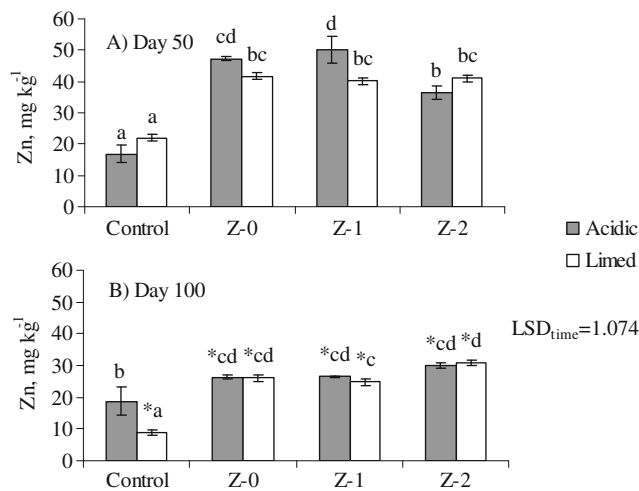 60
A) Day 50
cd
d
bc
bc
b
bc
50
40
30
a
a
20
10
0
Zn, mg kg-1
Control
Z-0
Z-1
Z-2
Acidic
Limed
60
B) Day 100
50
40
30
20
10
0
Zn, mg kg-1
b
*a
*cd *cd
*cd
*c
*cd
*d
LSDtime=1.074
Control
Z-0
Z-1
Z-2